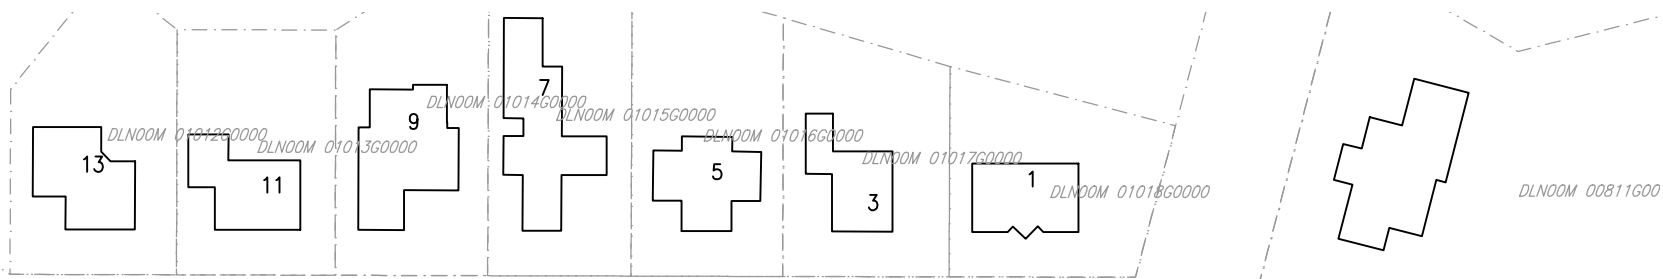 13
DLN00M 01012G0000
11
DLN00M 01013G0000
9
DLN00M 01014G0000
7
DLN00M 01015G0000
5
DLN00M 01016G0000
3
DLN00M 01017G0000
1
DLN00M 01018G0000
DLN00M 00811G00